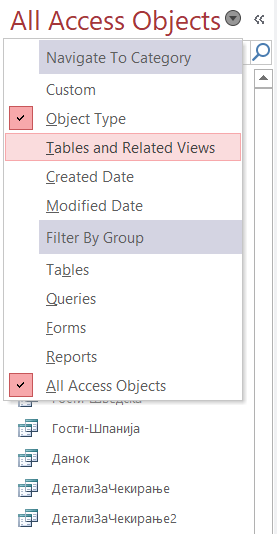 All Access Objects
Navigate To Category
Custom
Object Type
Tables and Related Views
Created Date
Modified Date
Filter By Group
Tables
Queries
Forms
Reports
All Access Objects
Гости-Шведска
Гости-Шпанија
Данок
ДеталиЗаЧекирање
ДеталиЗаЧекирање2